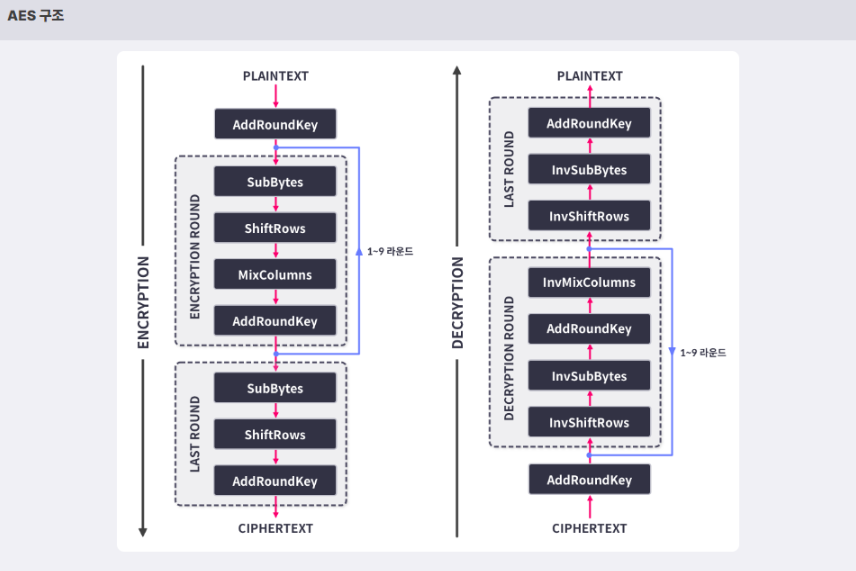 AES 구조
ENCRYPTION
PLAINTEXT
AddRoundKey
ENCRYPTION ROUND
SubBytes
ShiftRows
MixColumns
AddRoundKey
1~9 라운드
LAST ROUND
SubBytes
ShiftRows
AddRoundKey
CIPHERTEXT
DECRYPTION
PLAINTEXT
LAST ROUND
AddRoundKey
InvSubBytes
InvShiftRows
DECRYPTION ROUND
InvMixColumns
AddRoundKey
InvSubBytes
InvShiftRows
1~9 라운드
AddRoundKey
CIPHERTEXT